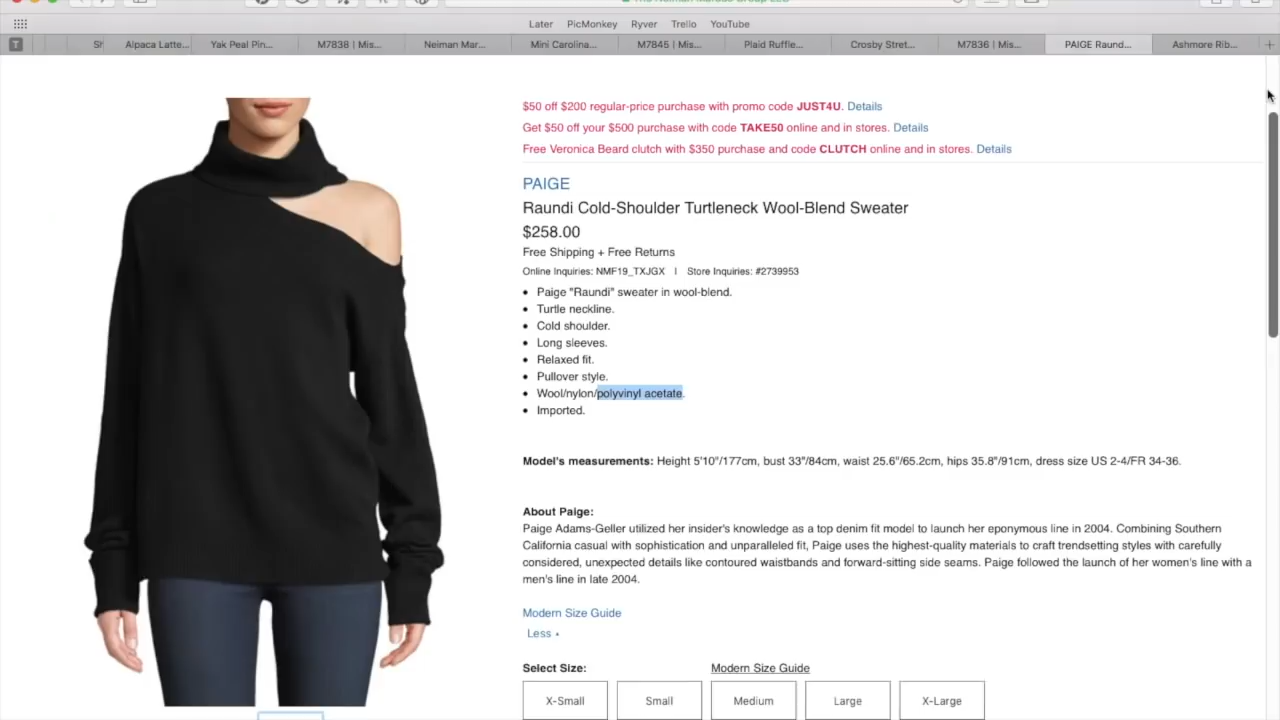 Later PicMonkey Ryver Trello YouTube
T Alpaca Latte... Yak Peal Pin... M7838 | Mis... Neiman Mar... Mini Carolina... M7845 | Mis... Plaid Ruffle... Crosby Stret... M7836 | Mis... PAIGE Raund... Ashmore Rib...
$50 off $200 regular-price purchase with promo code JUST4U. Details
Get $50 off your $500 purchase with code TAKE50 online and in stores. Details
Free Veronica Beard clutch with $350 purchase and code CLUTCH online and in stores. Details
PAIGE
Raundi Cold-Shoulder Turtleneck Wool-Blend Sweater
$258.00
Free Shipping + Free Returns
Online Inquiries: NMF19_TXJGX | Store Inquiries: #2739953
• Paige "Raundi" sweater in wool-blend.
• Turtle neckline.
• Cold shoulder.
• Long sleeves.
• Relaxed fit.
• Pullover style.
• Wool/nylon/polyvinyl acetate.
• Imported.
Model's measurements: Height 5'10"/177cm, bust 33"/84cm, waist 25.6"/65.2cm, hips 35.8"/91cm, dress size US 2-4/FR 34-36.
About Paige:
Paige Adams-Geller utilized her insider's knowledge as a top denim fit model to launch her eponymous line in 2004. Combining Southern
California casual with sophistication and unparalleled fit, Paige uses the highest-quality materials to craft trendsetting styles with carefully
considered, unexpected details like contoured waistbands and forward-sitting side seams. Paige followed the launch of her women's line with a
men's line in late 2004.
Modern Size Guide
Less
Select Size: Modern Size Guide
X-Small Small Medium Large X-Large